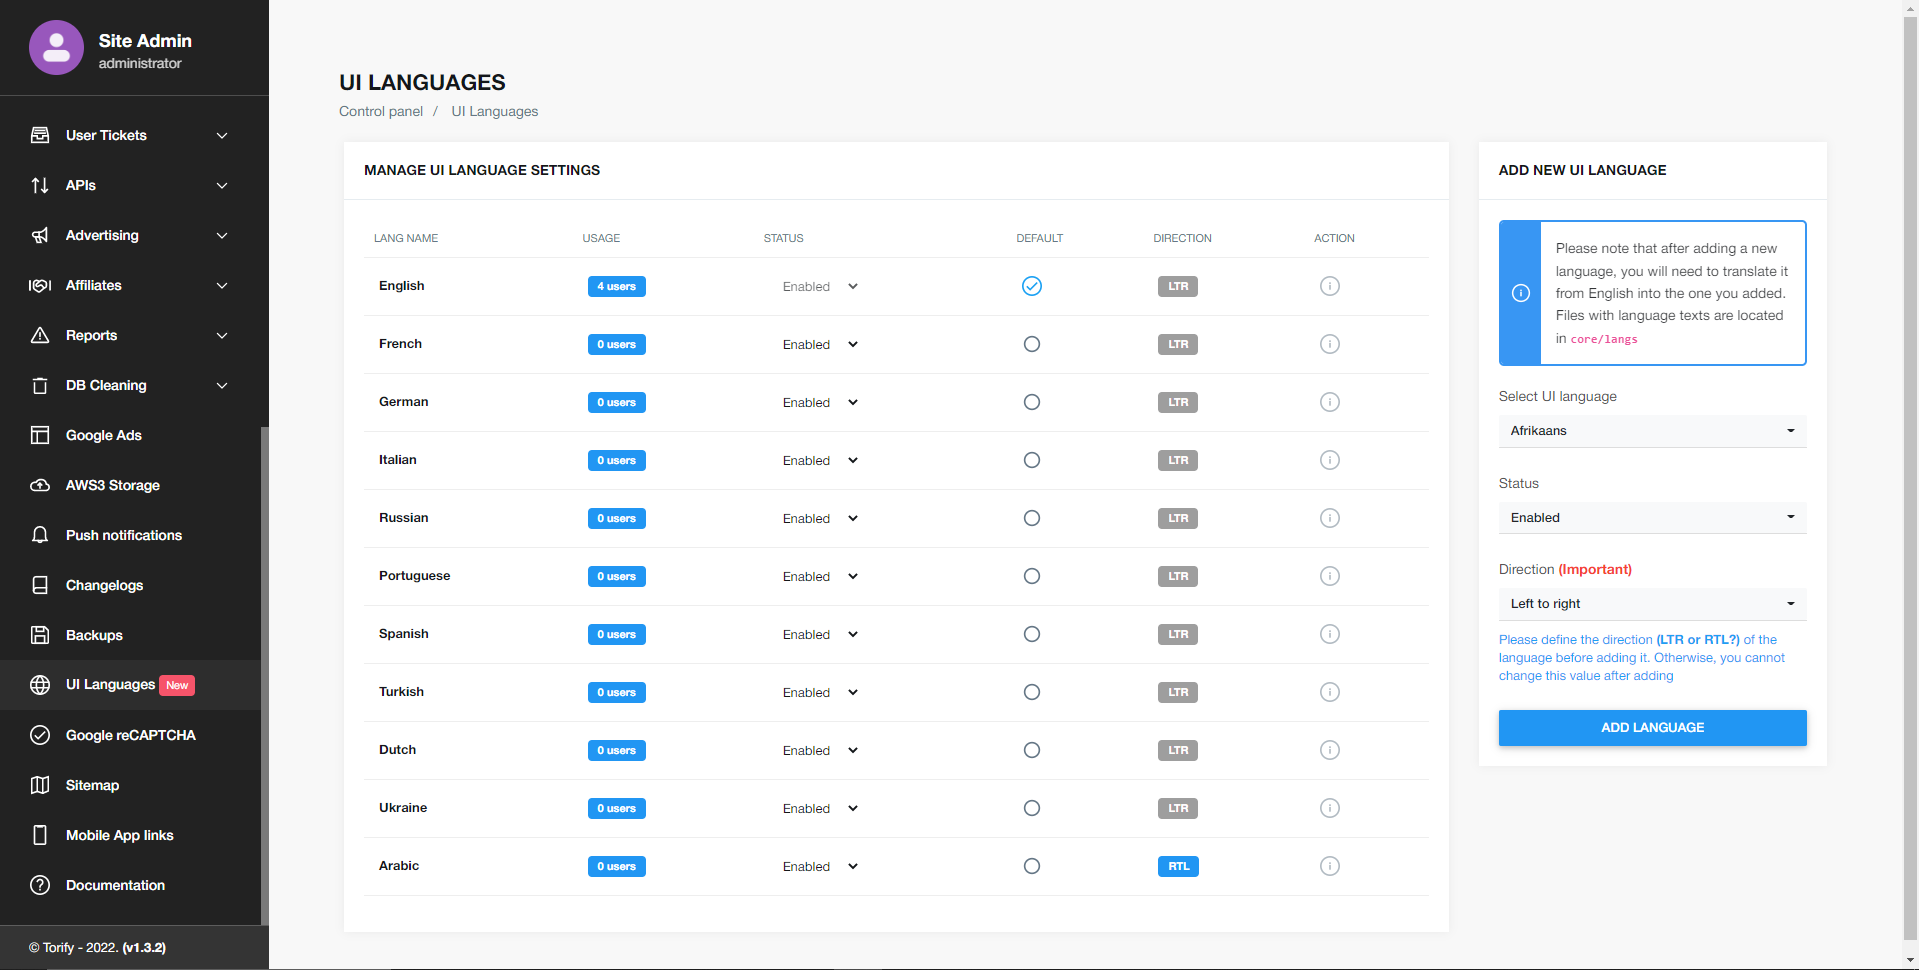 Site Admin
administrator
User Tickets
APIs
Advertising
Affiliates
Reports
DB Cleaning
Google Ads
AWS3 Storage
Push notifications
Changelogs
Backups
UI Languages New
Google reCAPTCHA
Sitemap
Mobile App links
Documentation
© Torify - 2022. (v1.3.2)
UI LANGUAGES
Control panel / UI Languages
MANAGE UI LANGUAGE SETTINGS
LANG NAME USAGE STATUS DEFAULT DIRECTION ACTION
English 4 users Enabled LTR
French 0 users Enabled LTR
German 0 users Enabled LTR
Italian 0 users Enabled LTR
Russian 0 users Enabled LTR
Portuguese 0 users Enabled LTR
Spanish 0 users Enabled LTR
Turkish 0 users Enabled LTR
Dutch 0 users Enabled LTR
Ukraine 0 users Enabled LTR
Arabic 0 users Enabled RTL
ADD NEW UI LANGUAGE
Please note that after adding a new
language, you will need to translate it
from English into the one you added.
Files with language texts are located
in core/langs
Select UI language
Afrikaans
Status
Enabled
Direction (Important)
Left to right
Please define the direction (LTR or RTL?) of the
language before adding it. Otherwise, you cannot
change this value after adding
ADD LANGUAGE